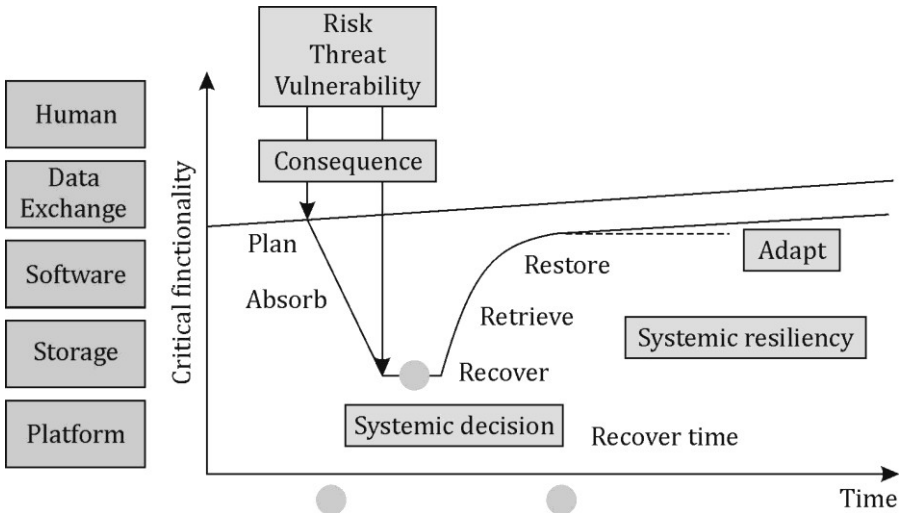 Risk
Threat
Vulnerability
Consequence
Human
Data
Exchange
Software
Storage
Platform
Critical finctionality
Plan
Absorb
Restore
Retrieve
Recover
Adapt
Systemic resiliency
Systemic decision
Recover time
Time